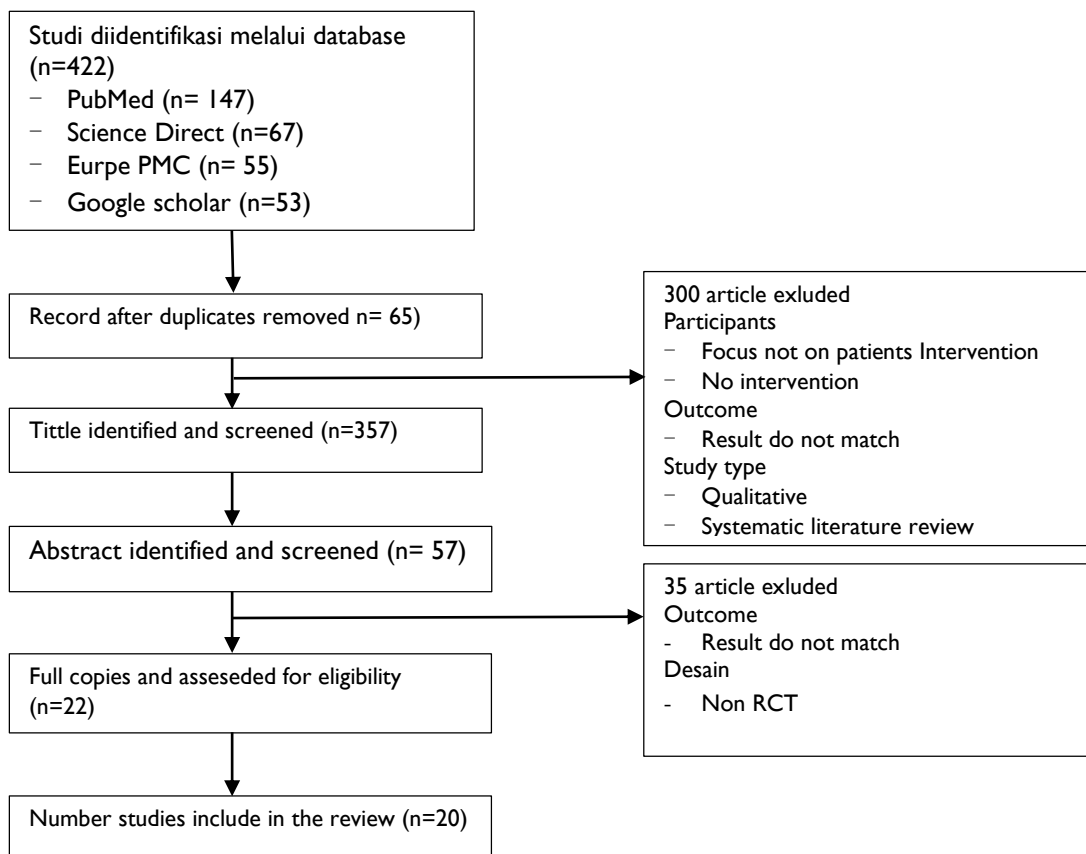 Studi diidentifikasi melalui database
(n=422)
− PubMed (n= 147)
− Science Direct (n=67)
− Eurpe PMC (n= 55)
− Google scholar (n=53)
Record after duplicates removed n= 65)
300 article exluded
Participants
− Focus not on patients Intervention
− No intervention
Outcome
− Result do not match
Study type
− Qualitative
− Systematic literature review
Tittle identified and screened (n=357)
Abstract identified and screened (n= 57)
35 article exluded
Outcome
- Result do not match
Desain
- Non RCT
Full copies and asseseded for eligibility
(n=22)
Number studies include in the review (n=20)